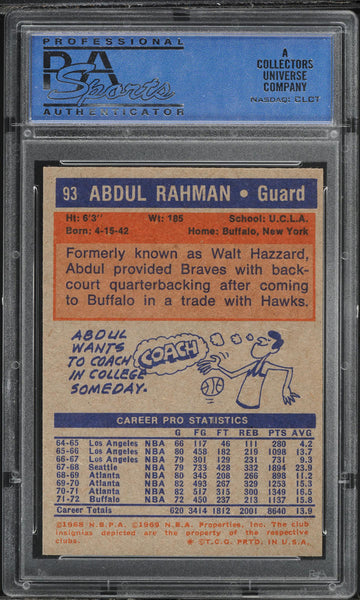 PROFESSIONAL
PSA
Sports
AUTHENTICATOR
A
COLLECTORS
UNIVERSE
COMPANY
NASDAQ: CLCT
93 ABDUL RAHMAN • Guard
Ht: 6'3" Wt: 185 School: U.C.L.A.
Born: 4-15-42 Home: Buffalo, New York
Formerly known as Walt Hazzard,
Abdul provided Braves with back-
court quarterbacking after coming
to Buffalo in a trade with Hawks.
ABDUL
WANTS
TO COACH
IN COLLEGE
SOMEDAY.
COACH
CAREER PRO STATISTICS
G FG FT REB PTS AVG
64-65 Los Angeles NBA 66 117 46 111 280 4.2
65-66 Los Angeles NBA 80 458 182 219 1098 13.7
66-67 Los Angeles NBA 79 301 129 231 731 9.3
67-68 Seattle NBA 79 733 428 332 1894 23.9
68-69 Atlanta NBA 80 345 208 266 898 11.2
69-70 Atlanta NBA 82 493 267 329 1253 15.3
70-71 Atlanta NBA 82 517 315 300 1349 16.5
71-72 Buffalo NBA 72 450 237 213 1137 15.8
Career Totals 620 3414 1812 2001 8640 13.9
©1968 N.B.P.A. ©1969 N.B.A. Properties, Inc. The club
insignias depicted are the property of the respective
clubs. ★ ©T.C.G. PRTD. IN U.S.A.